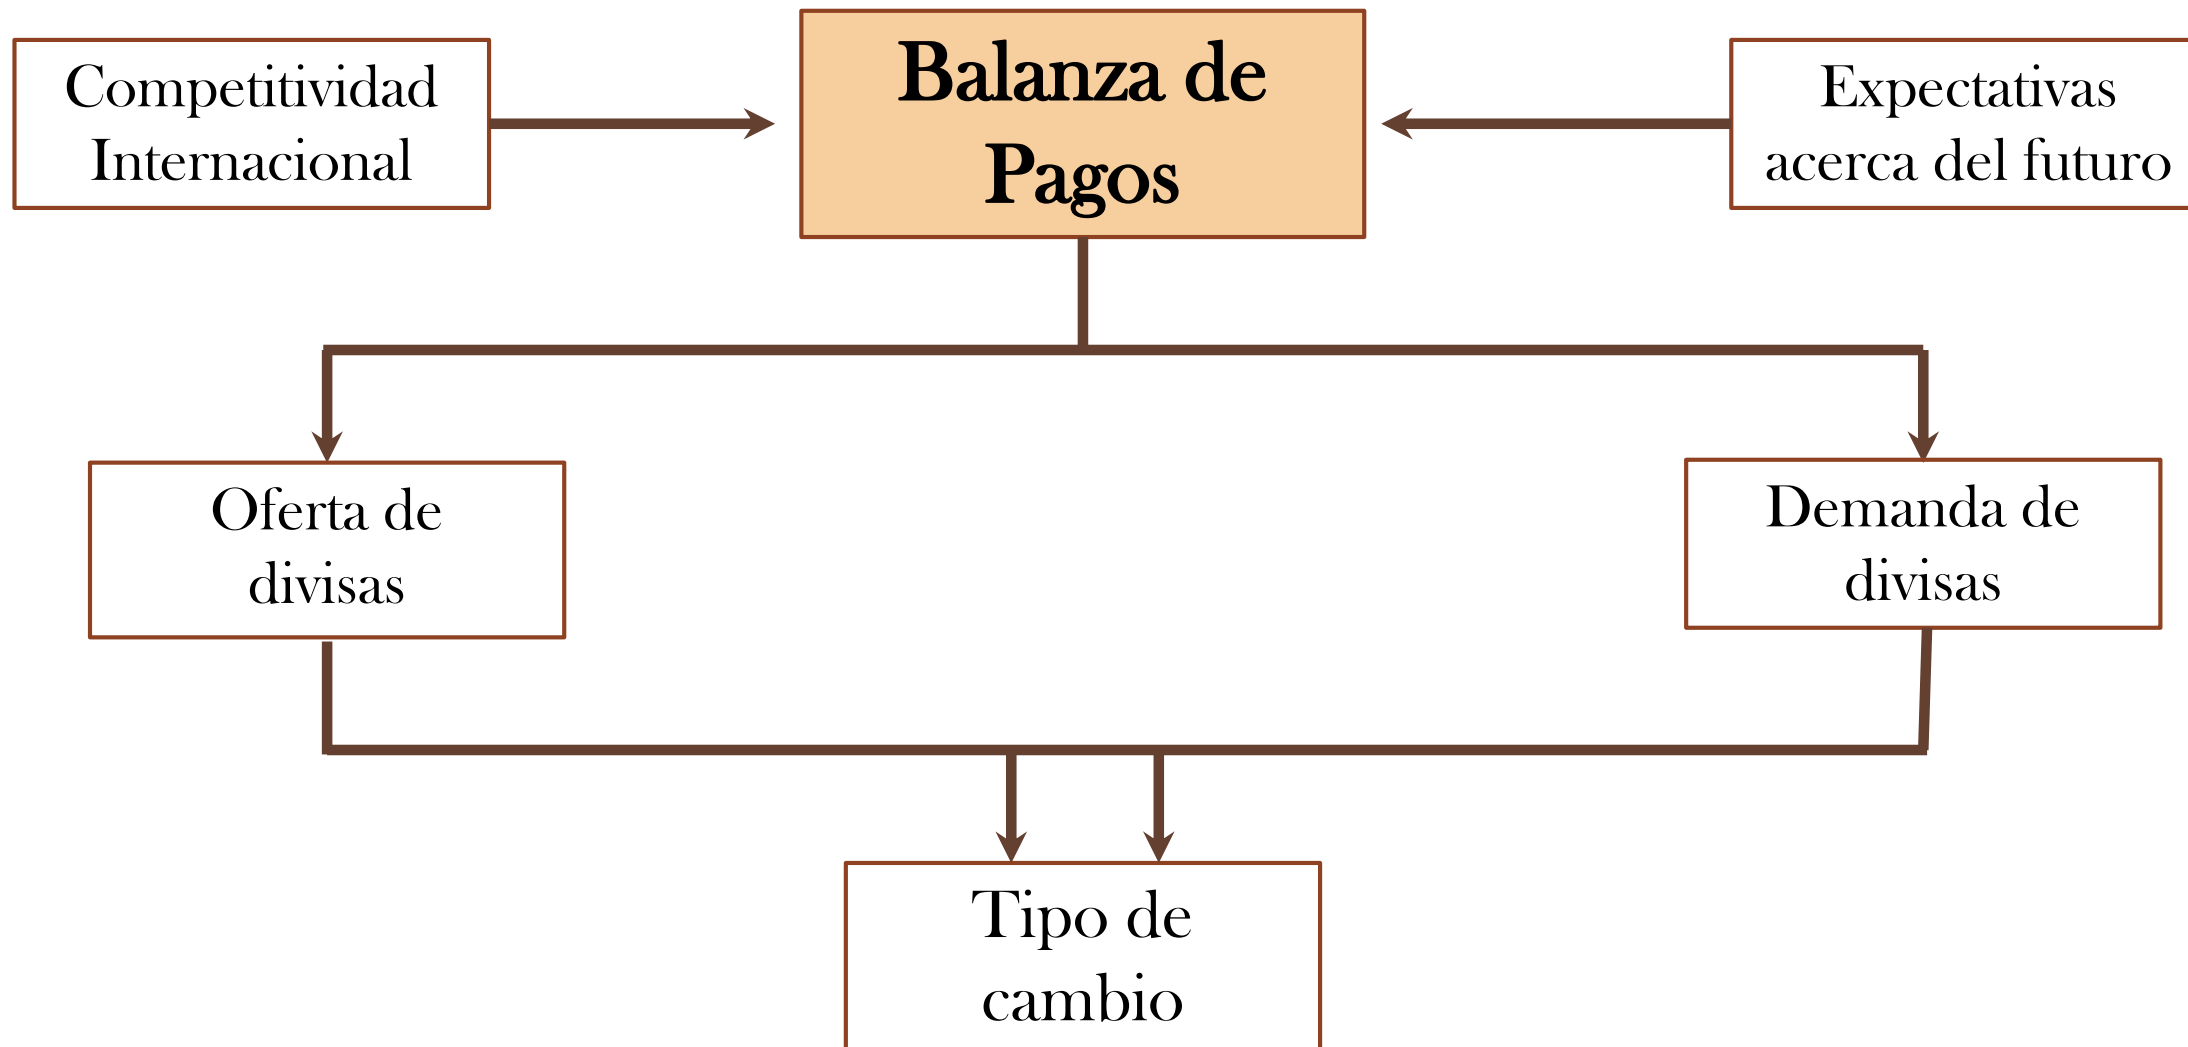 Competitividad
Internacional
Balanza de
Pagos
Expectativas
acerca del futuro
Oferta de
divisas
Demanda de
divisas
Tipo de
cambio